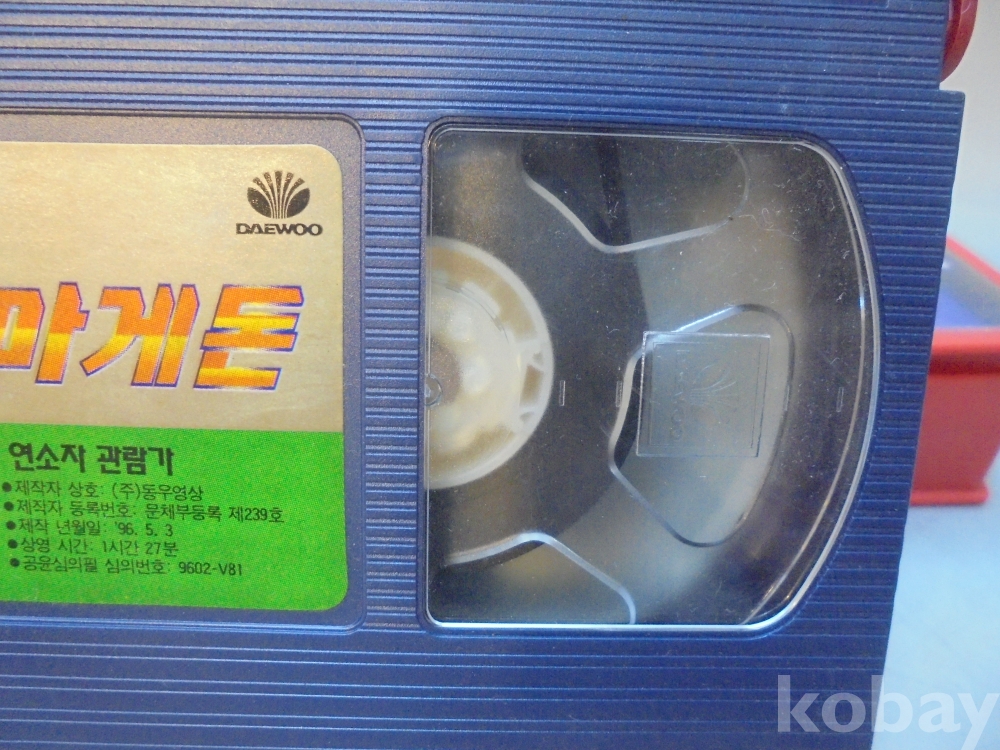 DAEWOO
마게돈
연소자 관람가
●제작자 상호: (주)동우영상
●제작자 등록번호: 문체부등록 제239호
●제작 년월일: '96. 5. 3
●상영 시간: 1시간 27분
●공윤심의필 심의번호: 9602-V81
kobay